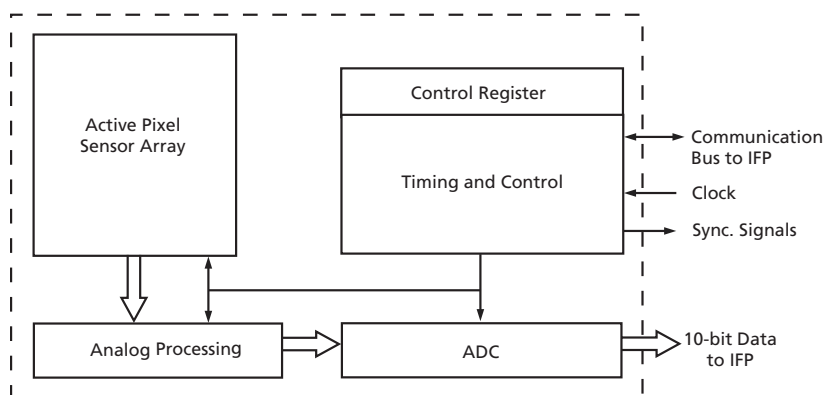 Active Pixel
Sensor Array
Control Register
Timing and Control
Communication
Bus to IFP
Clock
Sync. Signals
Analog Processing
ADC
10-bit Data
to IFP